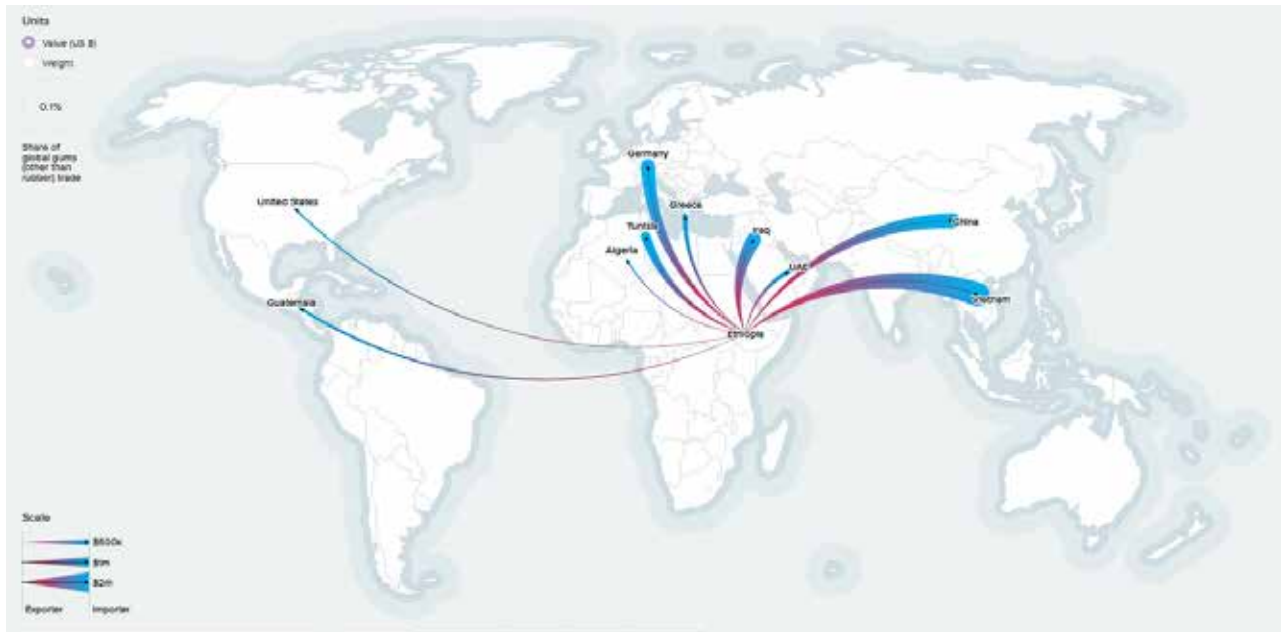 Units
Value (US $)
Weight
0.1%
Share of
global gums
(other than
rubber) trade
Germany
United States
Greece
Tunisia
China
Iraq
Algeria
UAE
Guatemala
Vietnam
Ethiopia
Scale
$500k
$1m
$2m
Exporter
Importer